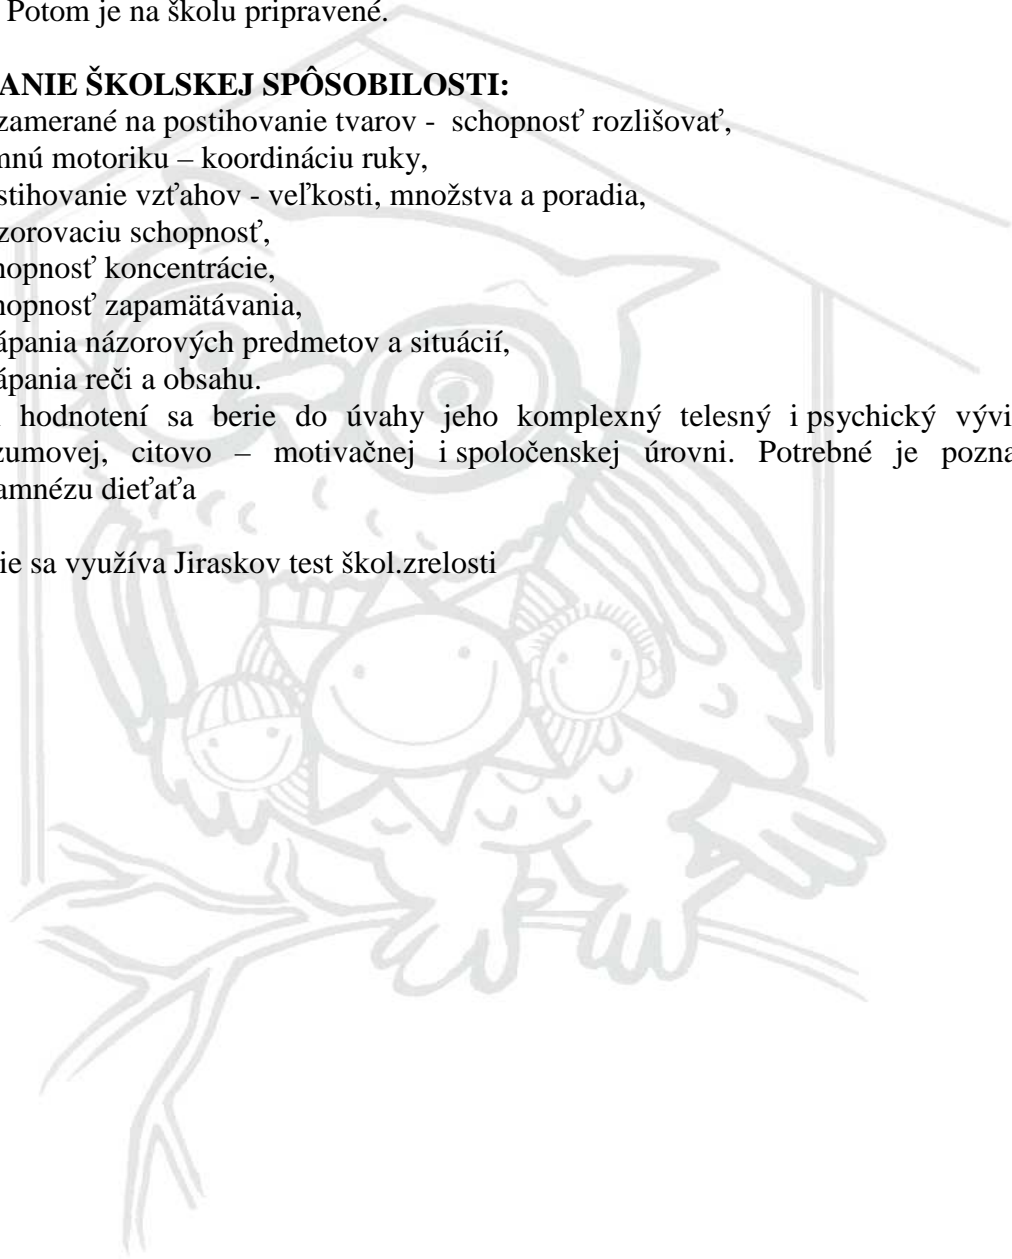 Potom je na školu pripravené.
ANIE ŠKOLSKEJ SPÔSOBILOSTI:
zamerané na postihovanie tvarov - schopnosť rozlišovať,
mnú motoriku – koordináciu ruky,
stihovanie vzťahov - veľkosti, množstva a poradia,
zorovaciu schopnosť,
hopnosť koncentrácie,
hopnosť zapamätávania,
ápania názorových predmetov a situácií,
ápania reči a obsahu.
hodnotení sa berie do úvahy jeho komplexný telesný i psychický vývi
zumovej, citovo – motivačnej i spoločenskej úrovni. Potrebné je pozna
amnézu dieťaťa
ie sa využíva Jiraskov test škol.zrelosti